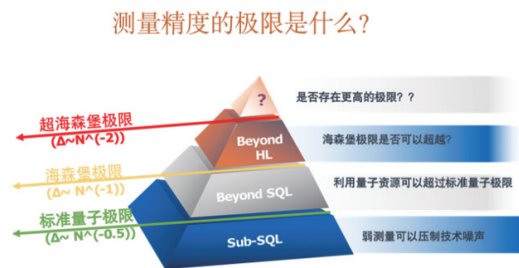 测量精度的极限是什么?
?
是否存在更高的极限? ?
超海森堡极限
(Δ~N^(-2))
Beyond
HL
海森堡极限是否可以超越?
海森堡极限
(Δ~ N^(-1))
Beyond SQL
利用量子资源可以超过标准量子极限
标准量子极限
(Δ~ N^(-0.5))
Sub-SQL
弱测量可以压制技术噪声